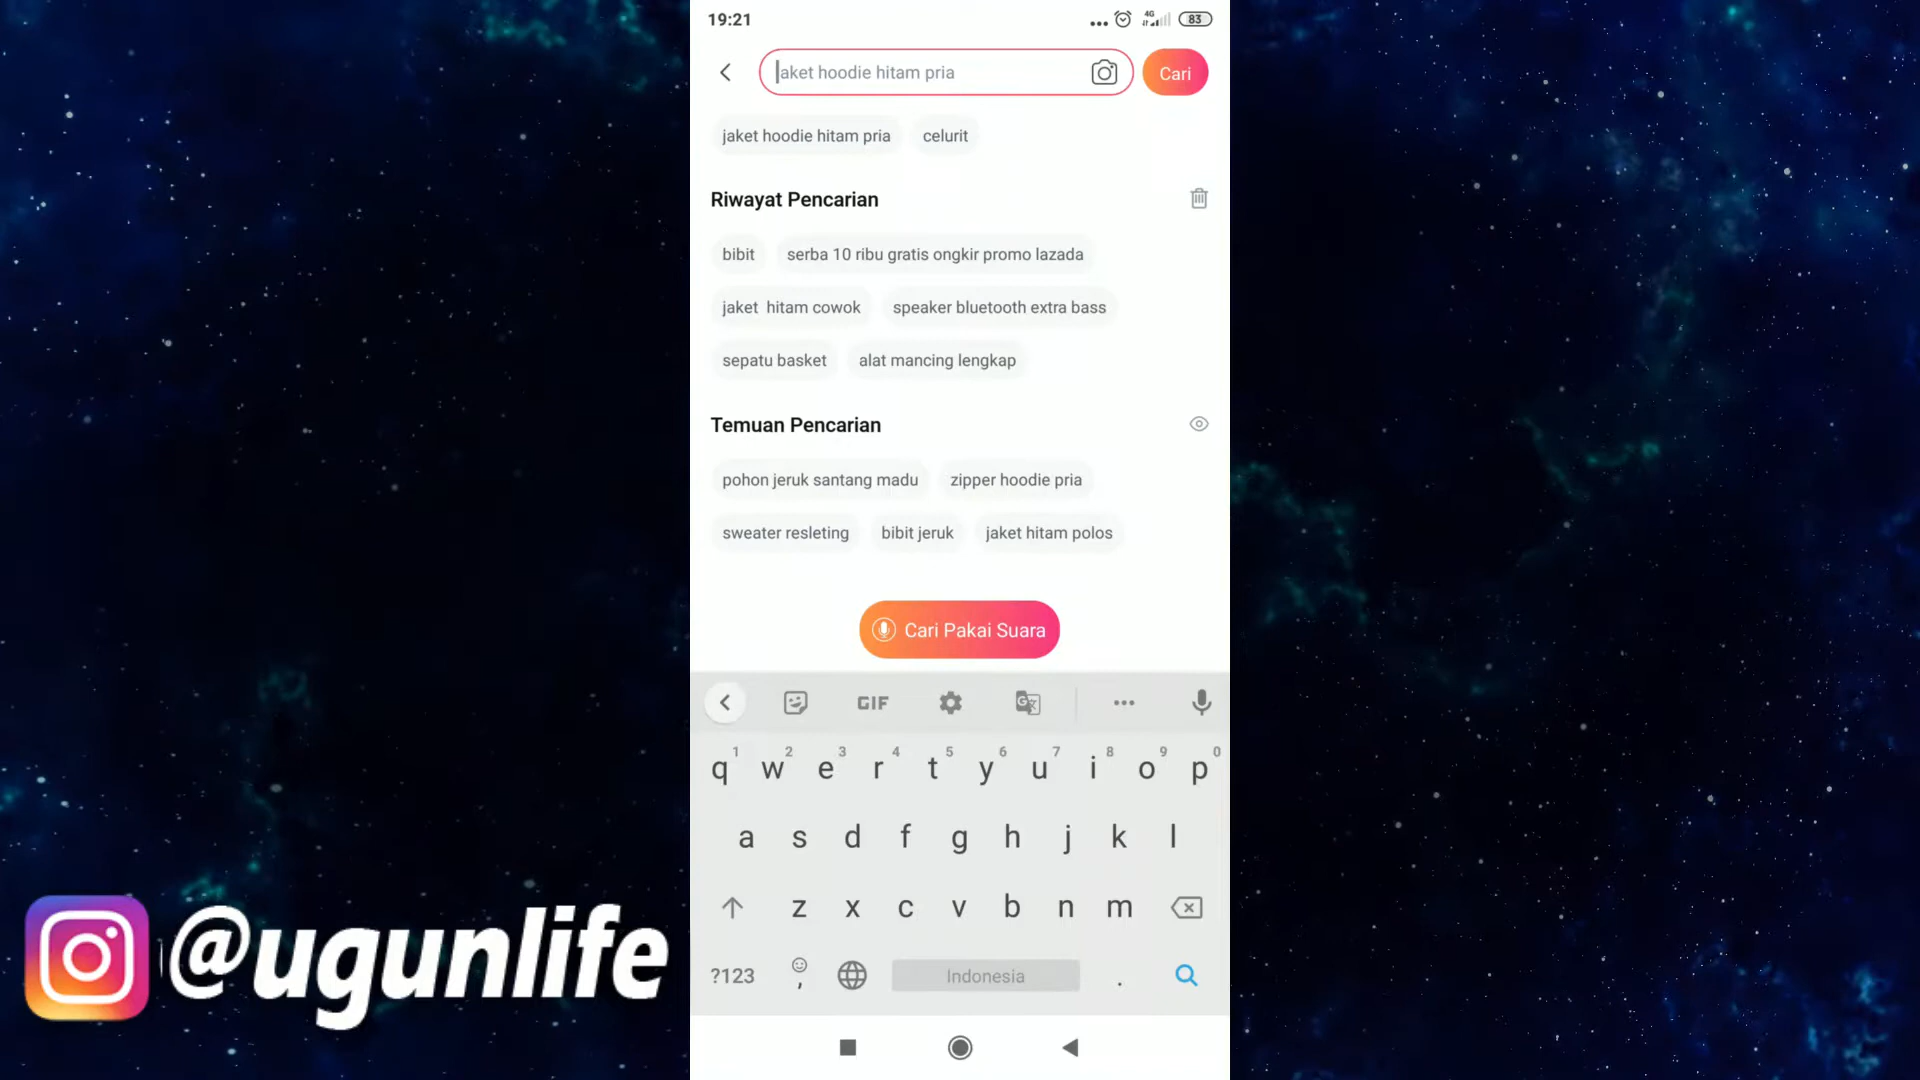 19:21
4G 83
jaket hoodie hitam pria
Cari
jaket hoodie hitam pria celurit
Riwayat Pencarian
bibit serba 10 ribu gratis ongkir promo lazada
jaket hitam cowok speaker bluetooth extra bass
sepatu basket alat mancing lengkap
Temuan Pencarian
pohon jeruk santang madu zipper hoodie pria
sweater resleting bibit jeruk jaket hitam polos
Cari Pakai Suara
GIF
1 2 3 4 5 6 7 8 9 0
q w e r t y u i o p
a s d f g h j k l
z x c v b n m
?123 , Indonesia .
@ugunlife